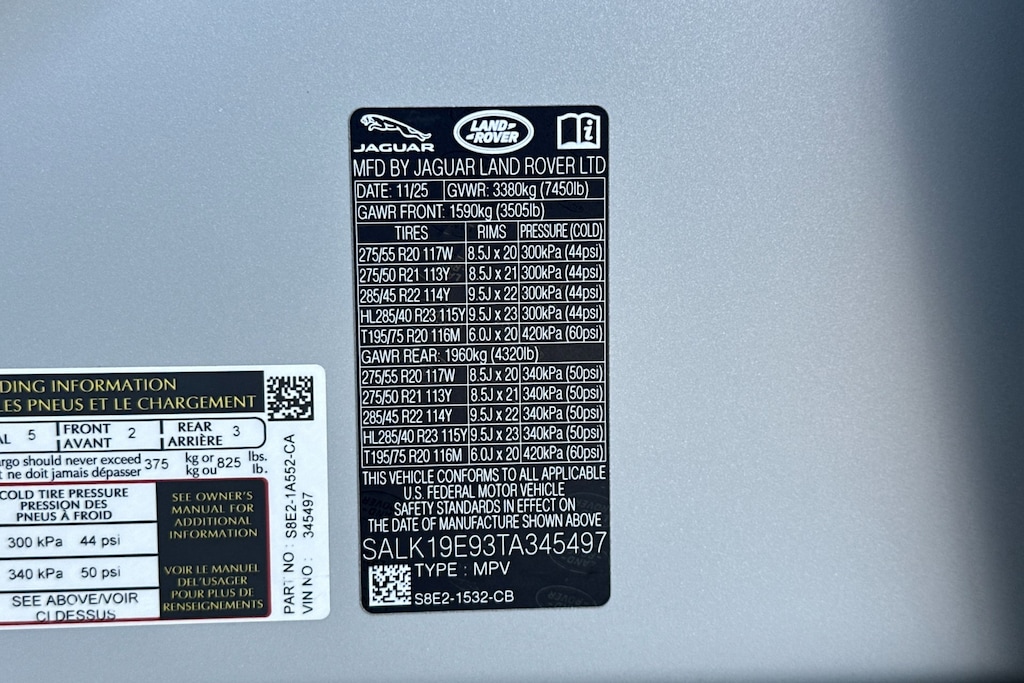 JAGUAR
LAND ROVER
MFD BY JAGUAR LAND ROVER LTD
DATE: 11/25 GVWR: 3380kg (7450lb)
GAWR FRONT: 1590kg (3505lb)
TIRES RIMS PRESSURE (COLD)
275/55 R20 117W 8.5J x 20 300kPa (44psi)
275/50 R21 113Y 8.5J x 21 300kPa (44psi)
285/45 R22 114Y 9.5J x 22 300kPa (44psi)
HL285/40 R23 115Y 9.5J x 23 300kPa (44psi)
T195/75 R20 116M 6.0J x 20 420kPa (60psi)
GAWR REAR: 1960kg (4320lb)
275/55 R20 117W 8.5J x 20 340kPa (50psi)
275/50 R21 113Y 8.5J x 21 340kPa (50psi)
285/45 R22 114Y 9.5J x 22 340kPa (50psi)
HL285/40 R23 115Y 9.5J x 23 340kPa (50psi)
T195/75 R20 116M 6.0J x 20 420kPa (60psi)
THIS VEHICLE CONFORMS TO ALL APPLICABLE
U.S. FEDERAL MOTOR VEHICLE
SAFETY STANDARDS IN EFFECT ON
THE DATE OF MANUFACTURE SHOWN ABOVE
SALK19E93TA345497
TYPE : MPV
S8E2-1532-CB
DING INFORMATION
LES PNEUS ET LE CHARGEMENT
AL 5 FRONT AVANT 2 REAR ARRIÈRE 3
rgo should never exceed 375 kg or 825 lbs.
t ne doit jamais dépasser kg ou lb.
COLD TIRE PRESSURE
PRESSION DES
PNEUS À FROID
300 kPa 44 psi
340 kPa 50 psi
SEE ABOVE/VOIR
CI DESSUS
SEE OWNER'S
MANUAL FOR
ADDITIONAL
INFORMATION
VOIR LE MANUEL
DEL'USAGER
POUR PLUS DE
RENSEIGNEMENTS
PART NO : S8E2-1A552-CA
VIN NO : 345497